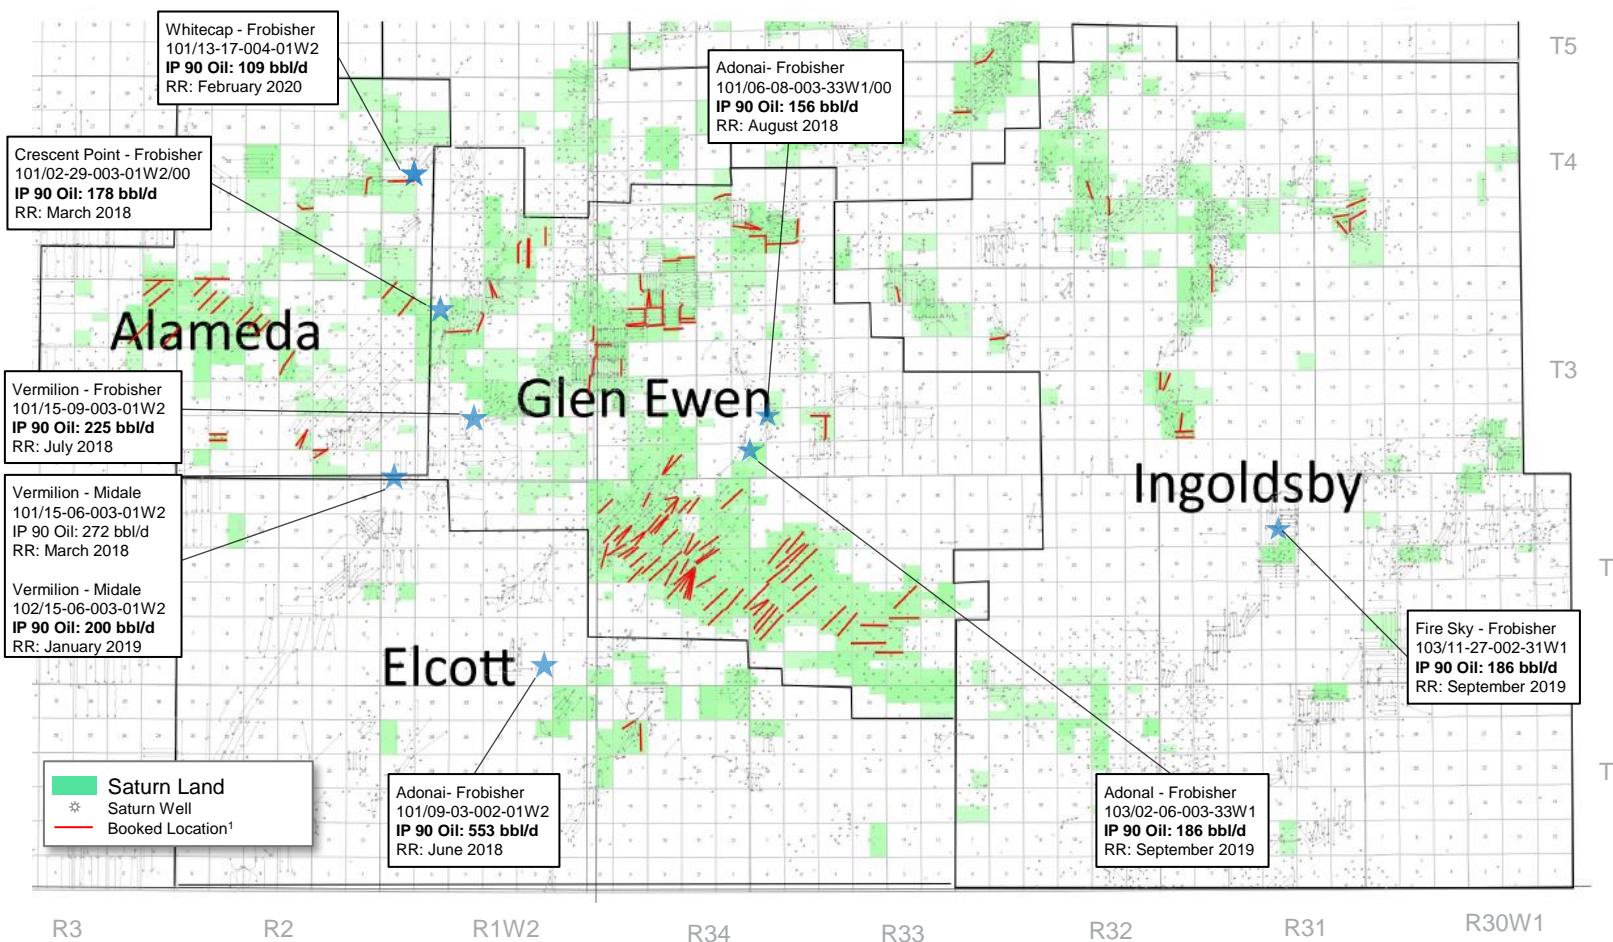 Whitecap - Frobisher
101/13-17-004-01W2
IP 90 Oil: 109 bbl/d
RR: February 2020
Adonai- Frobisher
101/06-08-003-33W1/00
IP 90 Oil: 156 bbl/d
RR: August 2018
T5
Crescent Point - Frobisher
101/02-29-003-01W2/00
IP 90 Oil: 178 bbl/d
RR: March 2018
T4
Alameda
Glen Ewen
T3
Vermilion - Frobisher
101/15-09-003-01W2
IP 90 Oil: 225 bbl/d
RR: July 2018
Ingoldsby
Vermilion - Midale
101/15-06-003-01W2
IP 90 Oil: 272 bbl/d
RR: March 2018
Vermilion - Midale
102/15-06-003-01W2
IP 90 Oil: 200 bbl/d
RR: January 2019
T
Elcott
Fire Sky - Frobisher
103/11-27-002-31W1
IP 90 Oil: 186 bbl/d
RR: September 2019
T
Saturn Land
Saturn Well
Booked Location¹
Adonai- Frobisher
101/09-03-002-01W2
IP 90 Oil: 553 bbl/d
RR: June 2018
Adonal - Frobisher
103/02-06-003-33W1
IP 90 Oil: 186 bbl/d
RR: September 2019
R3
R2
R1W2
R34
R33
R32
R31
R30W1